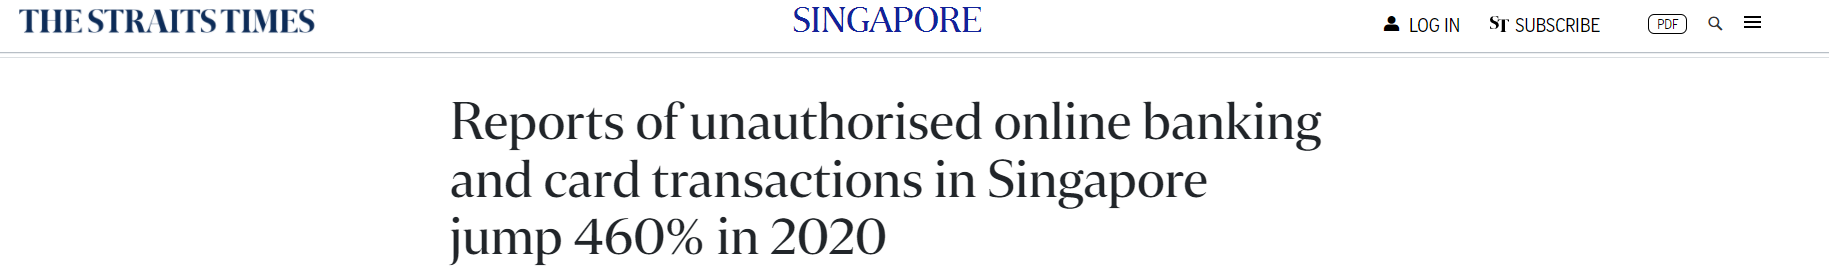 THE STRAITS TIMES
SINGAPORE
LOG IN
ST SUBSCRIBE
PDF
Reports of unauthorised online banking
and card transactions in Singapore
jump 460% in 2020